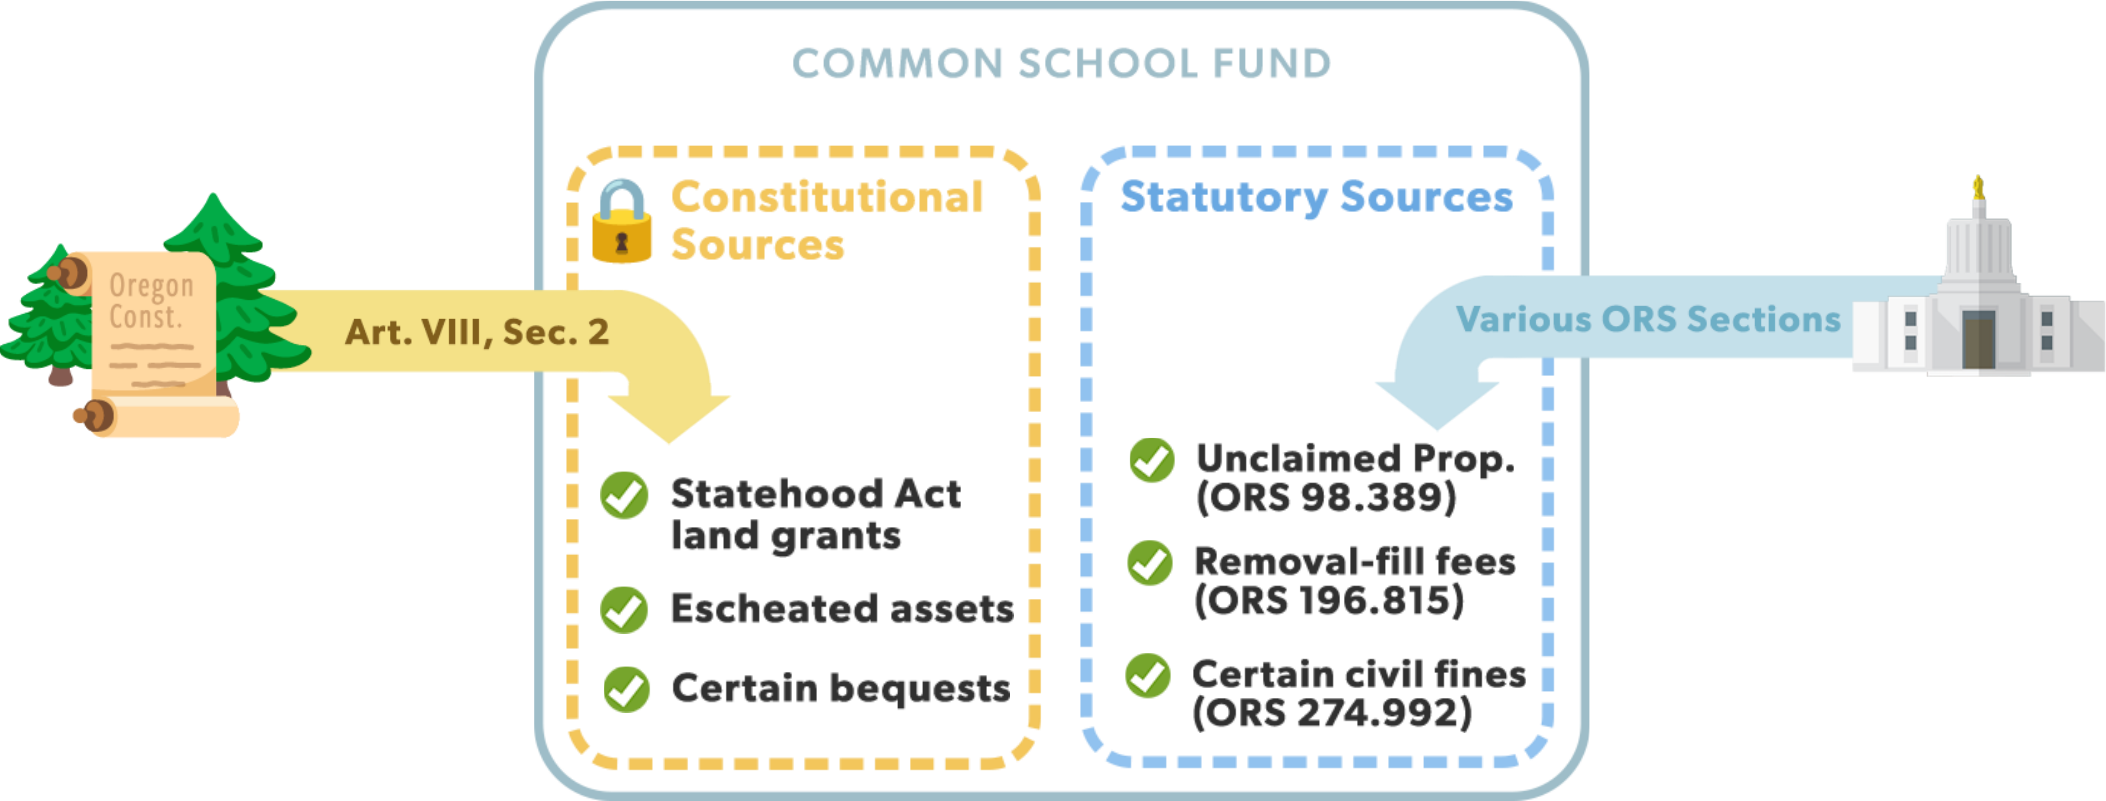 COMMON SCHOOL FUND
Oregon
Const.
Art. VIII, Sec. 2
Constitutional
Sources
Statehood Act
land grants
Escheated assets
Certain bequests
Statutory Sources
Various ORS Sections
Unclaimed Prop.
(ORS 98.389)
Removal-fill fees
(ORS 196.815)
Certain civil fines
(ORS 274.992)